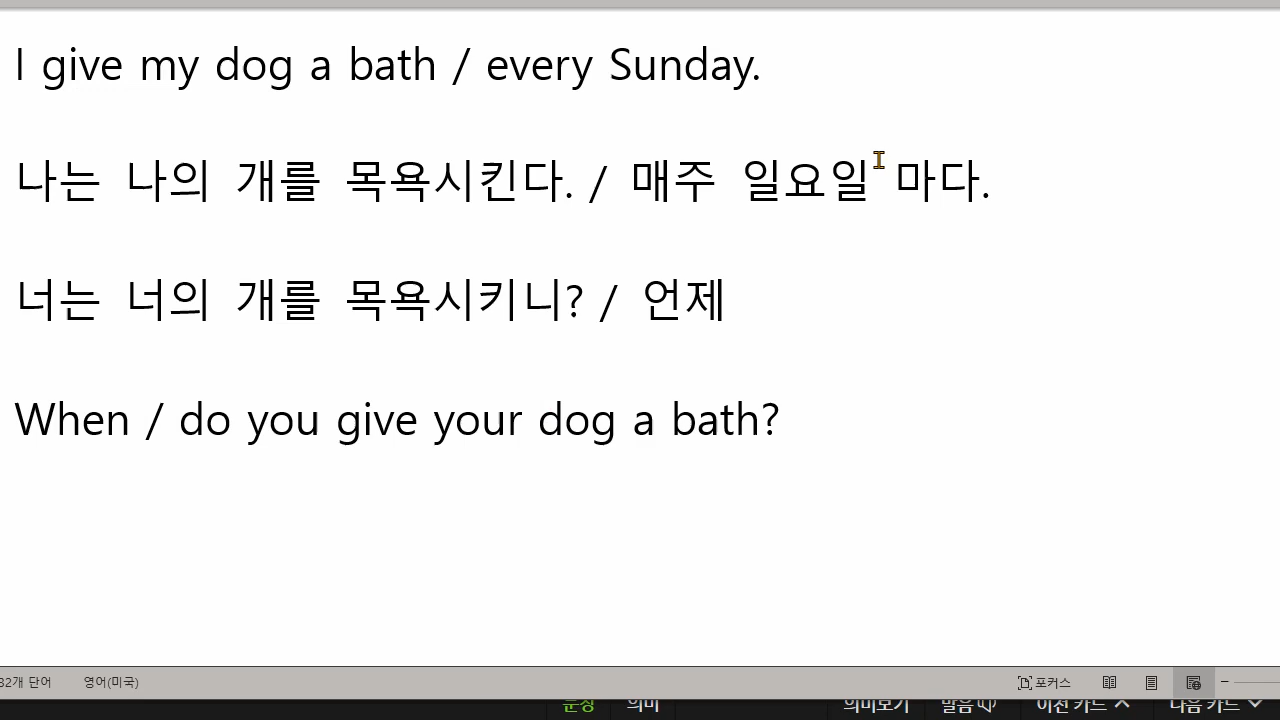 I give my dog a bath / every Sunday.
나는 나의 개를 목욕시킨다. / 매주 일요일 마다.
너는 너의 개를 목욕시키니? / 언제
When / do you give your dog a bath?
32개 단어 영어(미국) 포커스
문장 의미 의미보기 발음 이전 카드 다음 카드